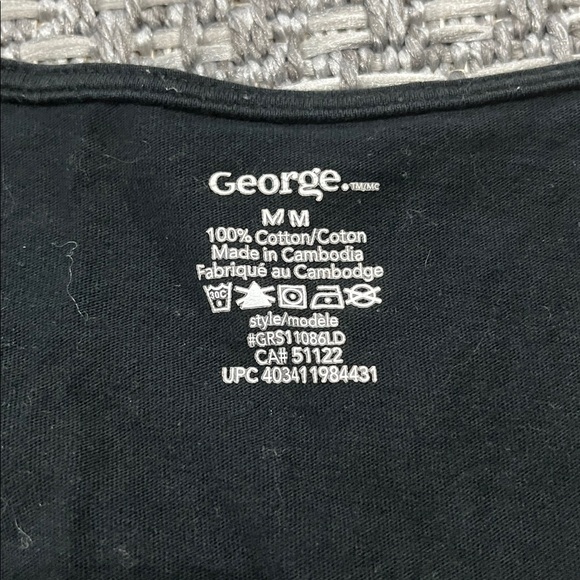 George.TM/MC
M M
100% Cotton/Coton
Made in Cambodia
Fabriqué au Cambodge
30C
style/modèle
#GRS11086LD
CA# 51122
UPC 403411984431